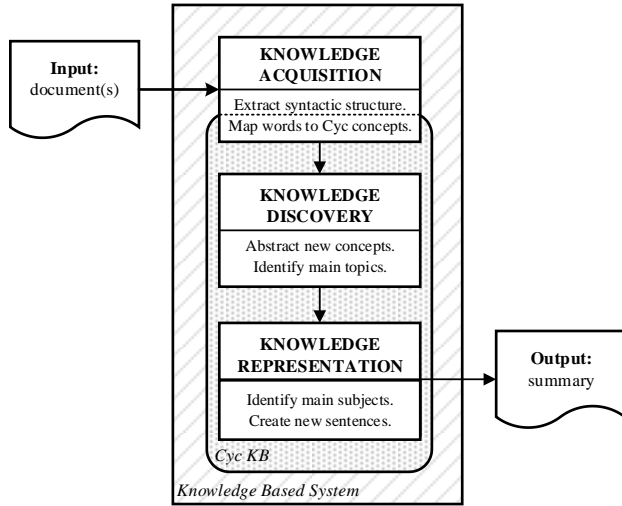 Input:
document(s)
KNOWLEDGE
ACQUISITION
Extract syntactic structure.
Map words to Cyc concepts.
KNOWLEDGE
DISCOVERY
Abstract new concepts.
Identify main topics.
KNOWLEDGE
REPRESENTATION
Identify main subjects.
Create new sentences.
Output:
summary
Cyc KB
Knowledge Based System